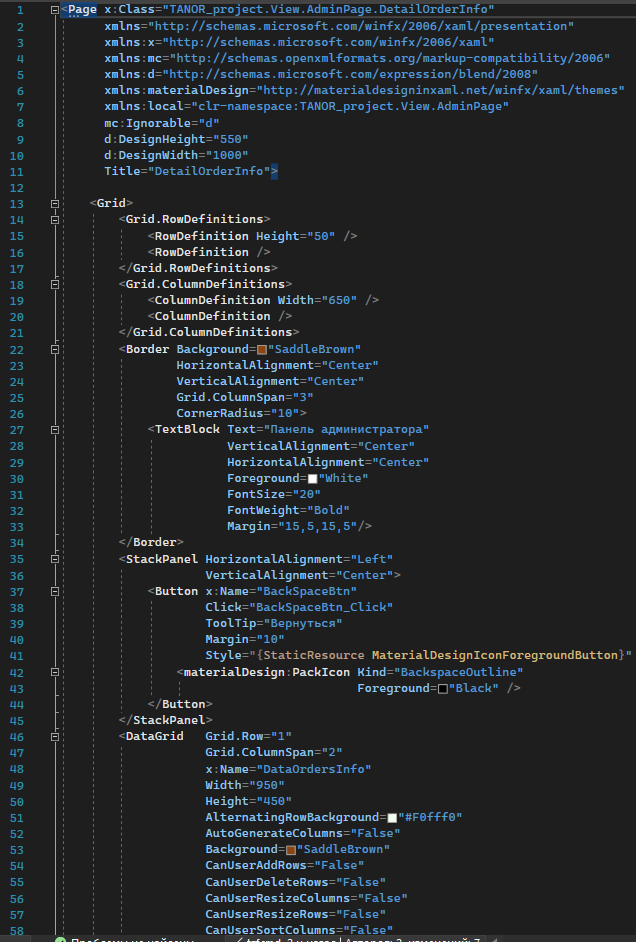 1 <Page x:Class="TANOR_project.View.AdminPage.DetailOrderInfo"
2 xmlns="http://schemas.microsoft.com/winfx/2006/xaml/presentation"
3 xmlns:x="http://schemas.microsoft.com/winfx/2006/xaml"
4 xmlns:mc="http://schemas.openxmlformats.org/markup-compatibility/2006"
5 xmlns:d="http://schemas.microsoft.com/expression/blend/2008"
6 xmlns:materialDesign="http://materialdesigninxaml.net/winfx/xaml/themes"
7 xmlns:local="clr-namespace:TANOR_project.View.AdminPage"
8 mc:Ignorable="d"
9 d:DesignHeight="550"
10 d:DesignWidth="1000"
11 Title="DetailOrderInfo">
12
13 <Grid>
14 <Grid.RowDefinitions>
15 <RowDefinition Height="50" />
16 <RowDefinition />
17 </Grid.RowDefinitions>
18 <Grid.ColumnDefinitions>
19 <ColumnDefinition Width="650" />
20 <ColumnDefinition />
21 </Grid.ColumnDefinitions>
22 <Border Background="SaddleBrown"
23 HorizontalAlignment="Center"
24 VerticalAlignment="Center"
25 Grid.ColumnSpan="3"
26 CornerRadius="10">
27 <TextBlock Text="Панель администратора"
28 VerticalAlignment="Center"
29 HorizontalAlignment="Center"
30 Foreground="White"
31 FontSize="20"
32 FontWeight="Bold"
33 Margin="15,5,15,5"/>
34 </Border>
35 <StackPanel HorizontalAlignment="Left"
36 VerticalAlignment="Center">
37 <Button x:Name="BackSpaceBtn"
38 Click="BackSpaceBtn_Click"
39 ToolTip="Вернуться"
40 Margin="10"
41 Style="{StaticResource MaterialDesignIconForegroundButton}"
42 <materialDesign:PackIcon Kind="BackspaceOutline"
43 Foreground="Black" />
44 </Button>
45 </StackPanel>
46 <DataGrid Grid.Row="1"
47 Grid.ColumnSpan="2"
48 x:Name="DataOrdersInfo"
49 Width="950"
50 Height="450"
51 AlternatingRowBackground="#F0fff0"
52 AutoGenerateColumns="False"
53 Background="SaddleBrown"
54 CanUserAddRows="False"
55 CanUserDeleteRows="False"
56 CanUserResizeColumns="False"
57 CanUserResizeRows="False"
58 CanUserSortColumns="False"